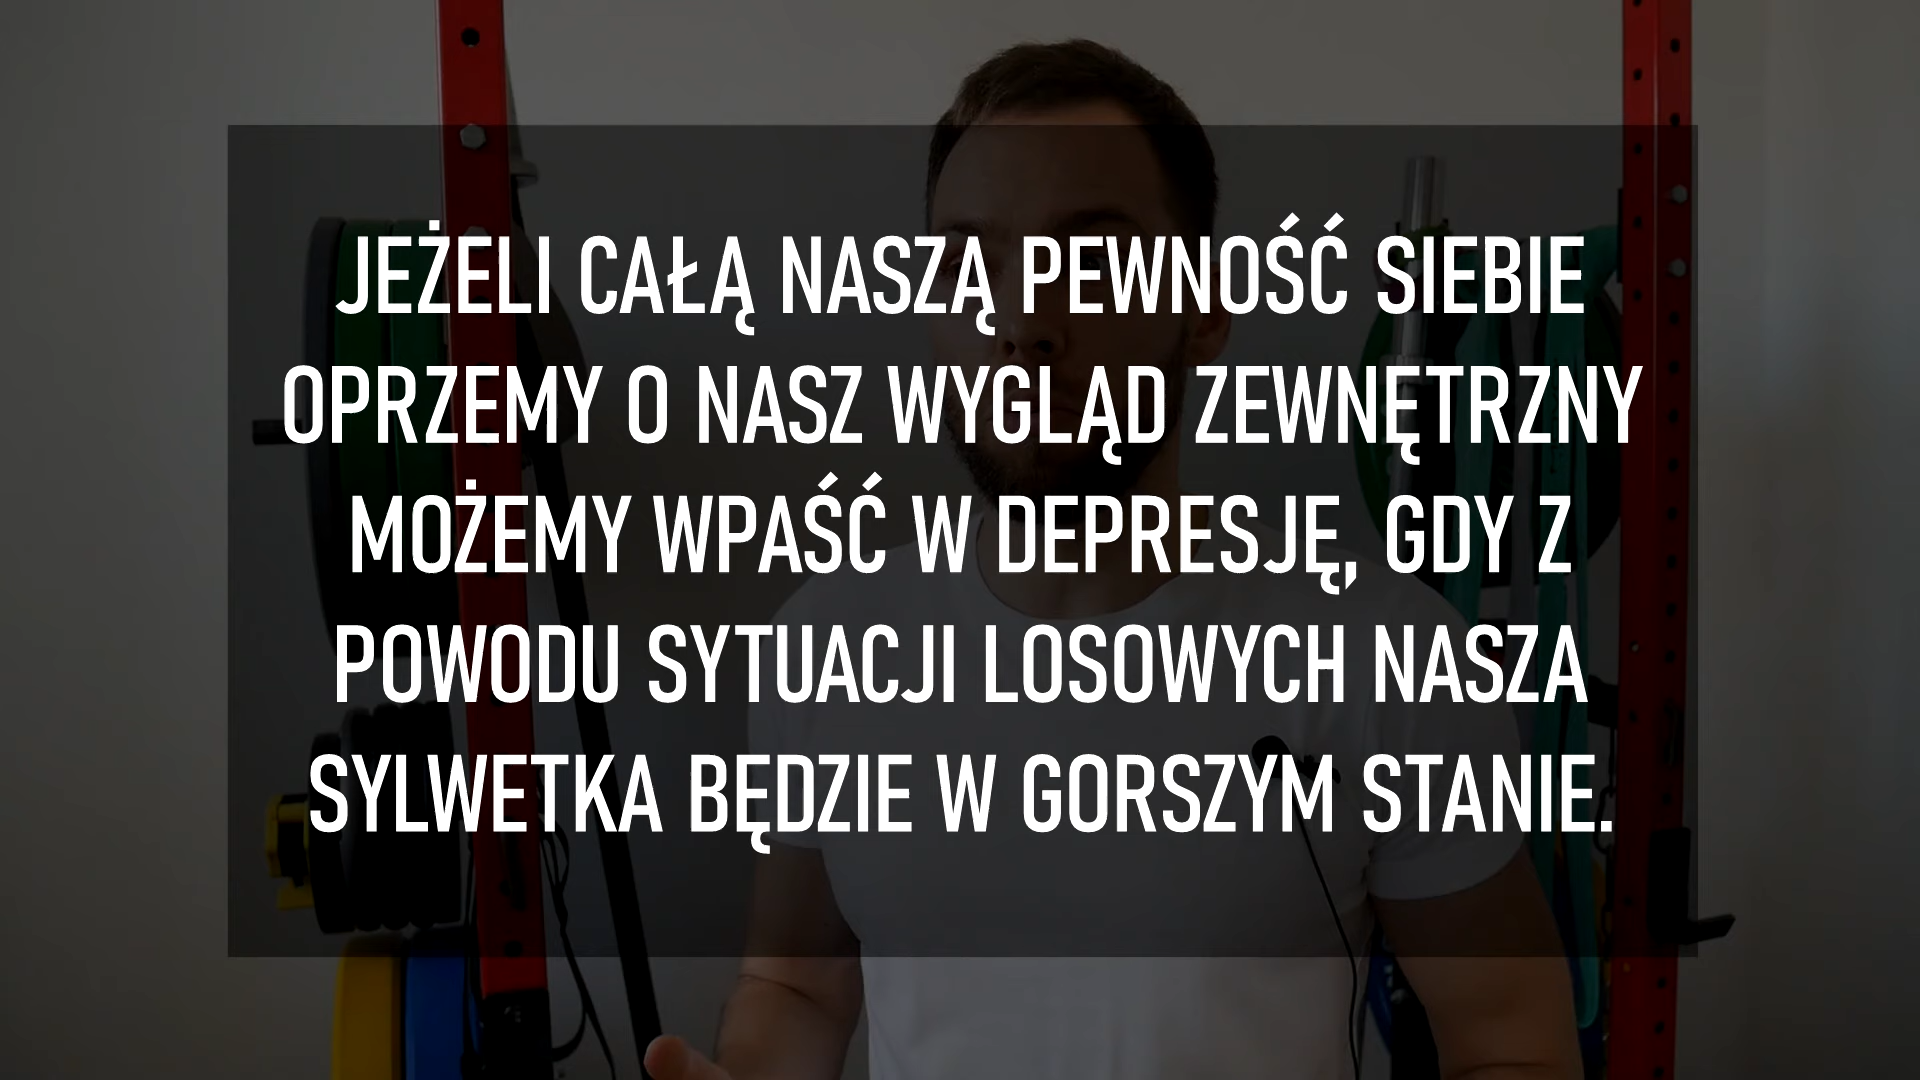 JEŻELI CAŁĄ NASZĄ PEWNOŚĆ SIEBIE
OPRZEMY O NASZ WYGLĄD ZEWNĘTRZNY
MOŻEMY WPAŚĆ W DEPRESJĘ, GDY Z
POWODU SYTUACJI LOSOWYCH NASZA
SYLWETKA BĘDZIE W GORSZYM STANIE.